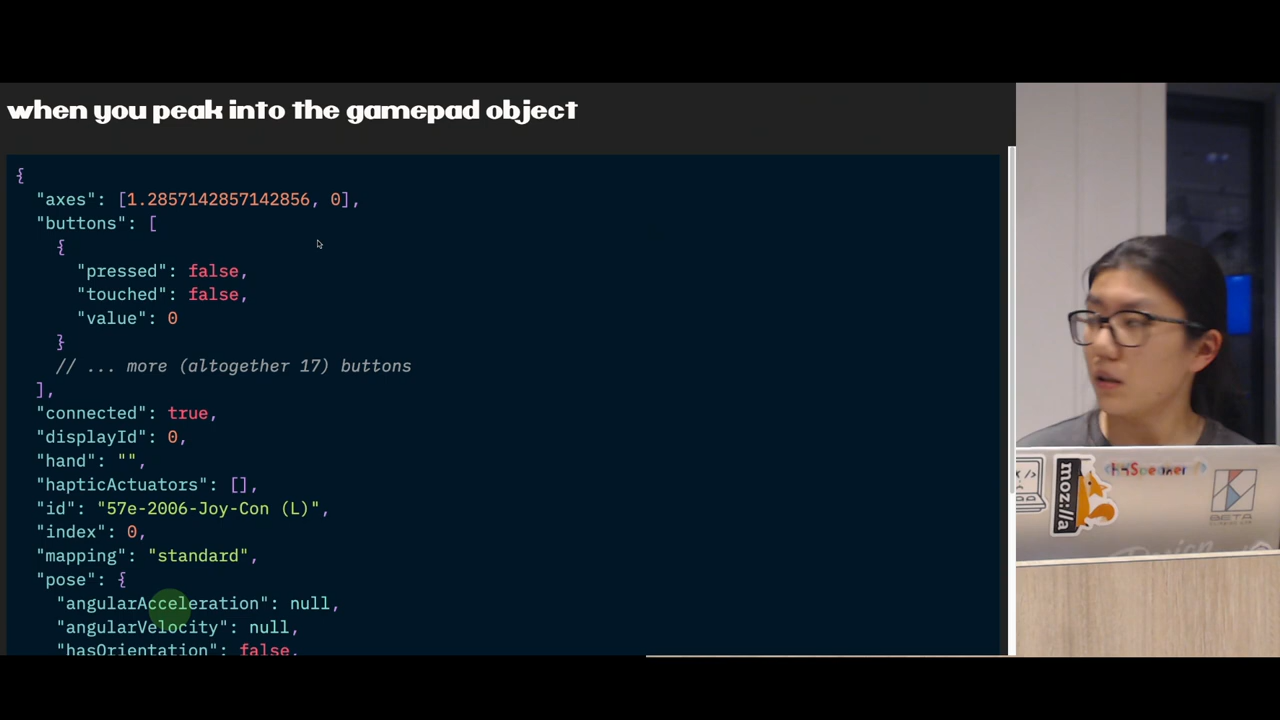 when you peak into the gamepad object
{
"axes": [1.2857142857142856, 0],
"buttons": [
{
"pressed": false,
"touched": false,
"value": 0
}
// ... more (altogether 17) buttons
],
"connected": true,
"displayId": 0,
"hand": "",
"hapticActuators": [],
"id": "57e-2006-Joy-Con (L)",
"index": 0,
"mapping": "standard",
"pose": {
"angularAcceleration": null,
"angularVelocity": null,
"hasOrientation": false,
moz://a
BETA